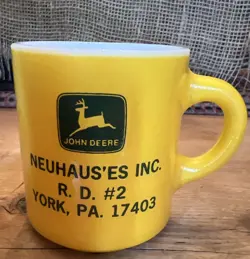 JOHN DEERE
NEUHAUS'ES INC.
R. D. #2
YORK, PA. 17403